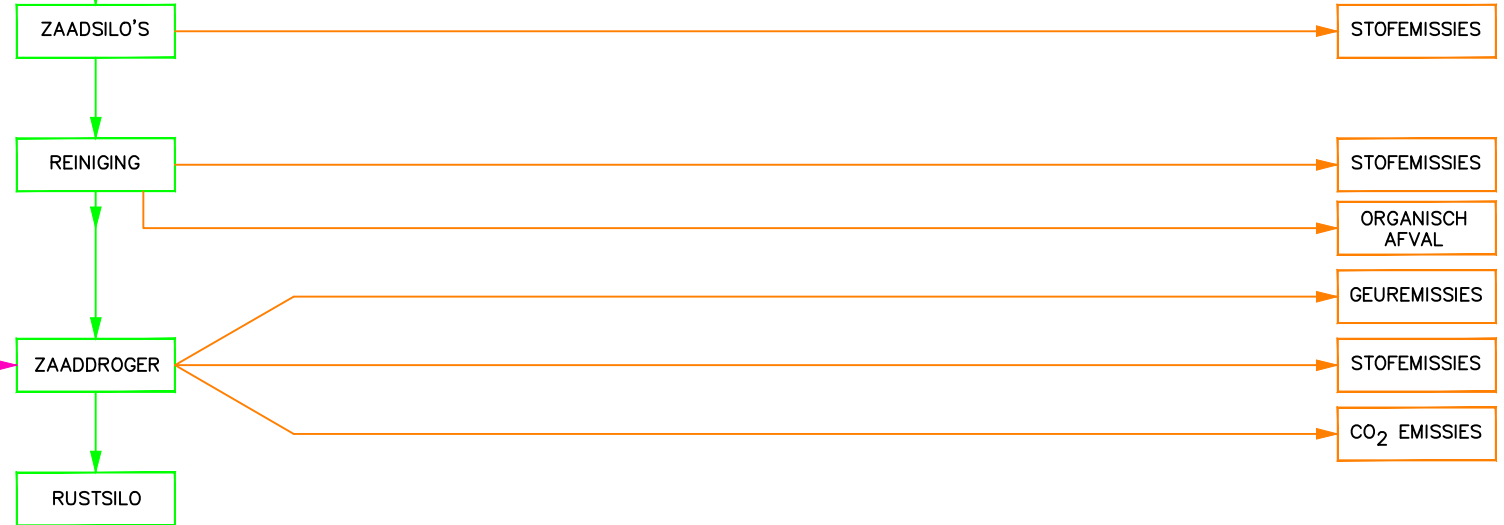 ZAADSILO'S
STOFEMISSIES
REINIGING
STOFEMISSIES
ORGANISCH
AFVAL
GEUREMISSIES
ZAADDROGER
STOFEMISSIES
CO₂ EMISSIES
RUSTSILO